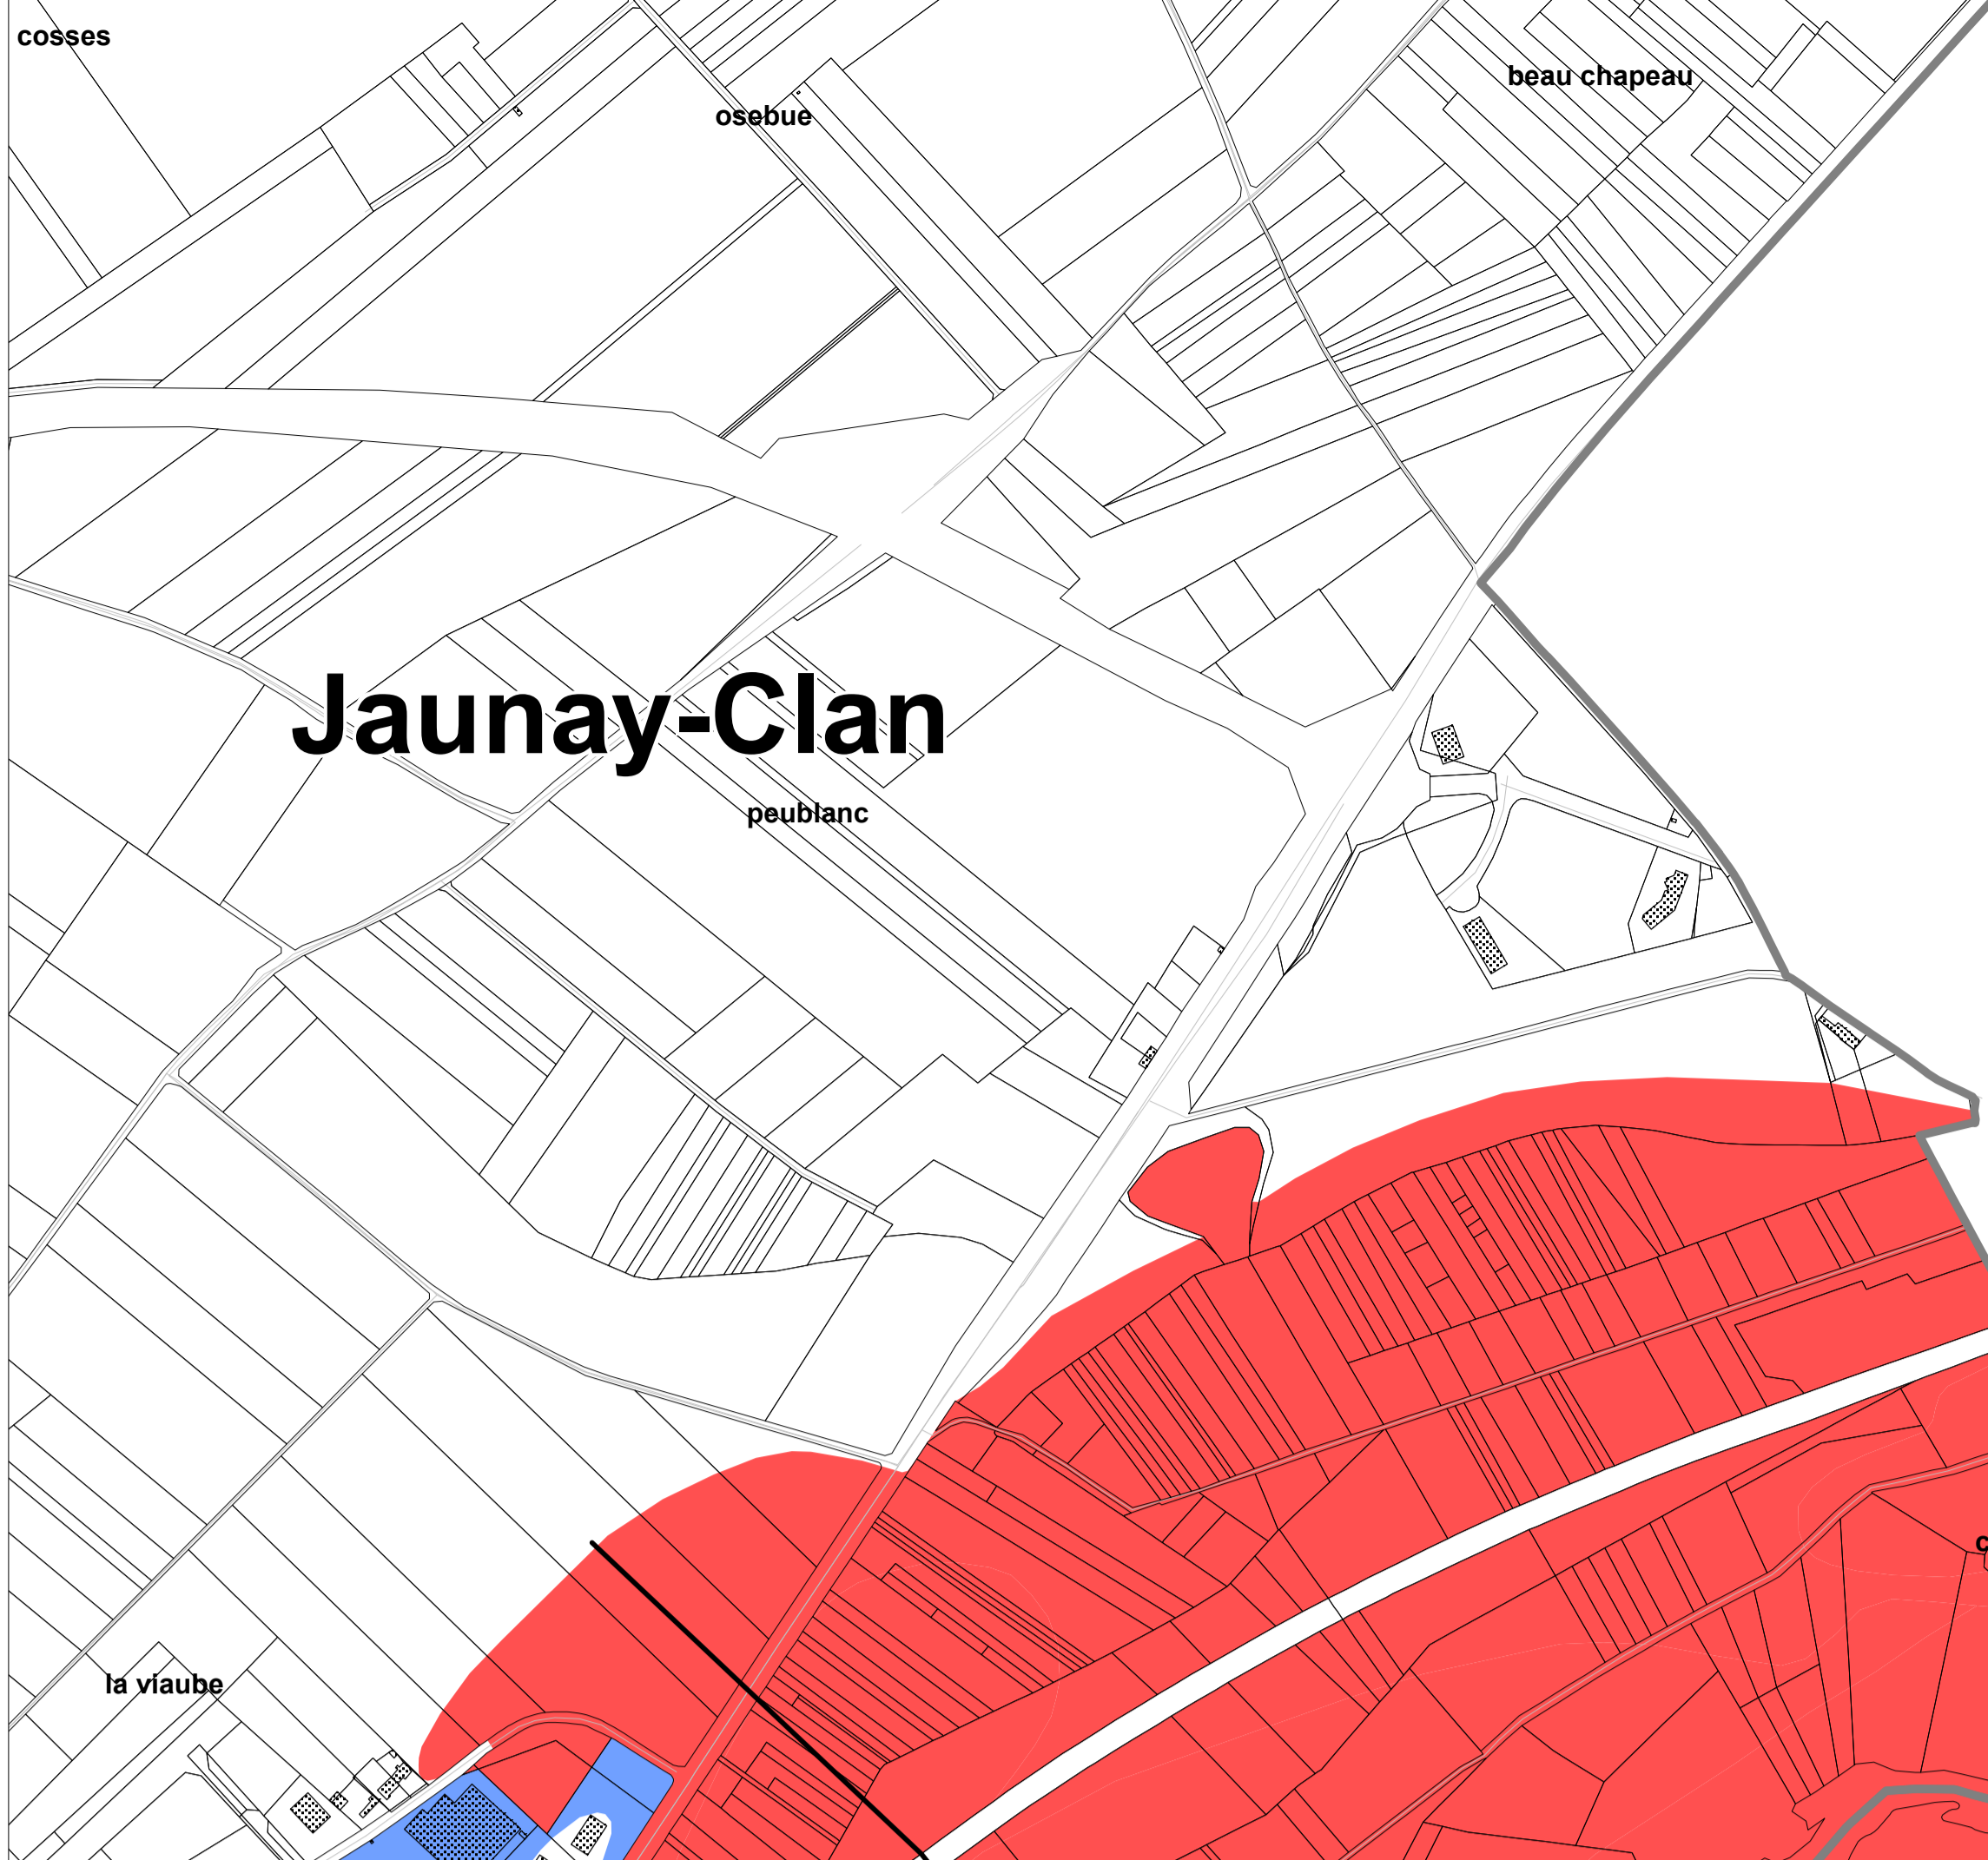 cosses
beau chapeau
osebue
Jaunay-Clan
peublanc
c
la viaube